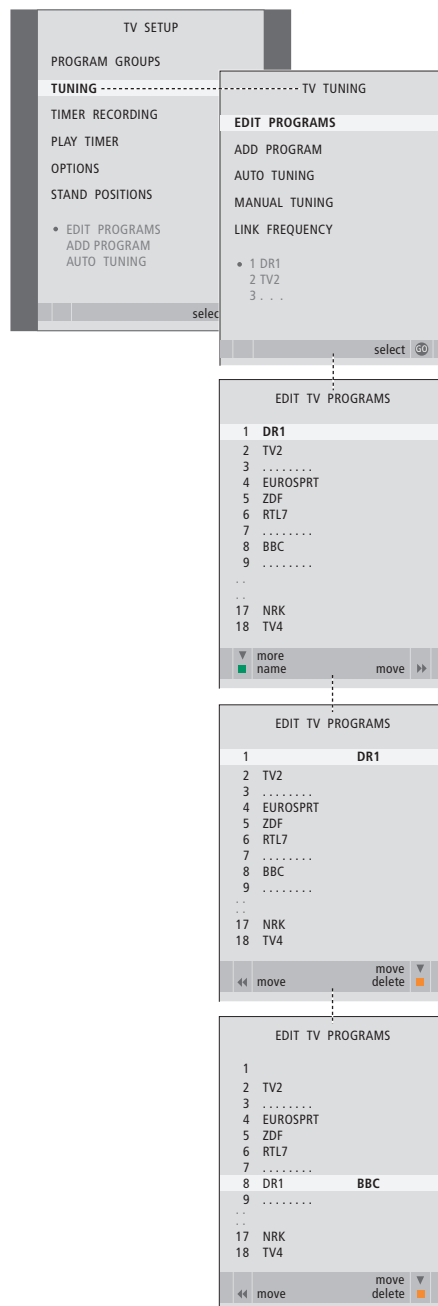 TV SETUP
PROGRAM GROUPS
TUNING
TIMER RECORDING
PLAY TIMER
OPTIONS
STAND POSITIONS
• EDIT PROGRAMS
ADD PROGRAM
AUTO TUNING
selec
TV TUNING
EDIT PROGRAMS
ADD PROGRAM
AUTO TUNING
MANUAL TUNING
LINK FREQUENCY
• 1 DR1
2 TV2
3 . . .
select GO
EDIT TV PROGRAMS
1 DR1
2 TV2
3 ........
4 EUROSPRT
5 ZDF
6 RTL7
7 ........
8 BBC
9 ........
. .
. .
17 NRK
18 TV4
▼ more
■ name move ▸▸
EDIT TV PROGRAMS
1 DR1
2 TV2
3 ........
4 EUROSPRT
5 ZDF
6 RTL7
7 ........
8 BBC
9 ........
. .
. .
17 NRK
18 TV4
move ▼
◂◂ move delete ■
EDIT TV PROGRAMS
1
2 TV2
3 ........
4 EUROSPRT
5 ZDF
6 RTL7
7 ........
8 DR1 BBC
9 ........
. .
. .
17 NRK
18 TV4
move ▼
◂◂ move delete ■